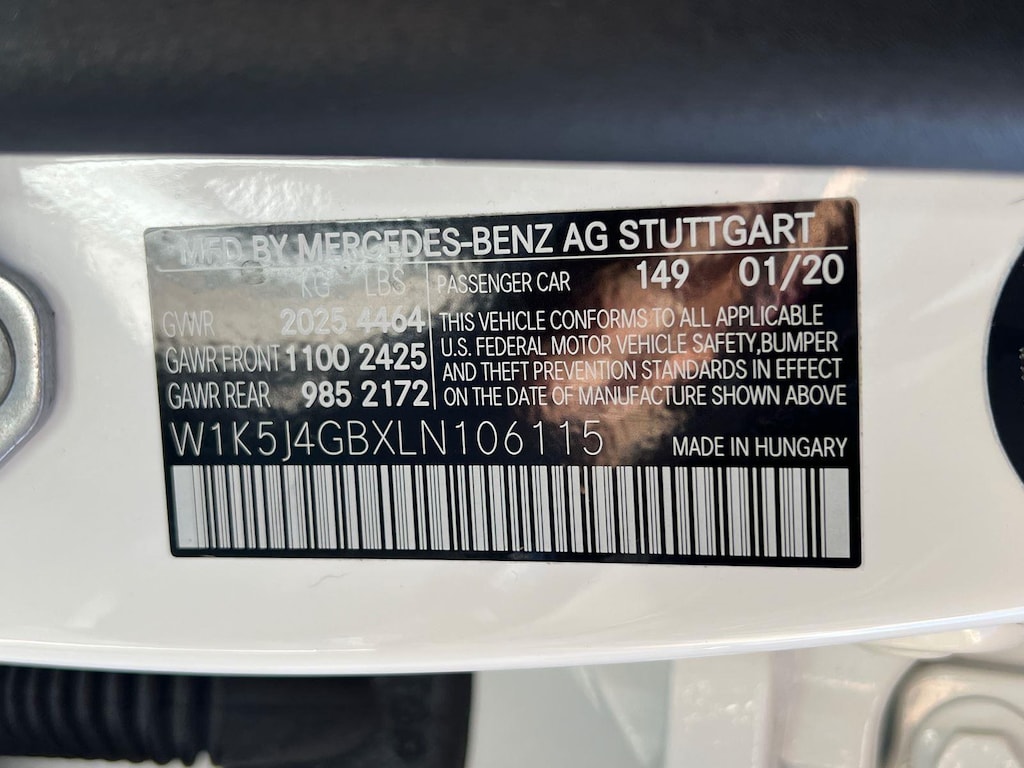 MFD BY MERCEDES-BENZ AG STUTTGART
KG LBS
GVWR 2025 4464
GAWR FRONT 1100 2425
GAWR REAR 985 2172
PASSENGER CAR 149 01/20
THIS VEHICLE CONFORMS TO ALL APPLICABLE
U.S. FEDERAL MOTOR VEHICLE SAFETY,BUMPER
AND THEFT PREVENTION STANDARDS IN EFFECT
ON THE DATE OF MANUFACTURE SHOWN ABOVE
W1K5J4GBXLN106115
MADE IN HUNGARY